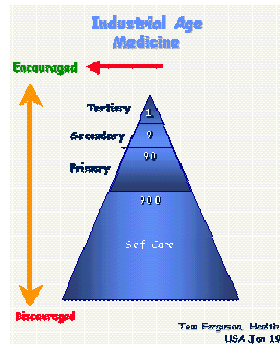 Industrial Age
Medicine
Encouraged
Tertiary
1
Secondary
9
90
Primary
900
Self Care
Discouraged
Tom Ferguson, Health
USA Jan 19